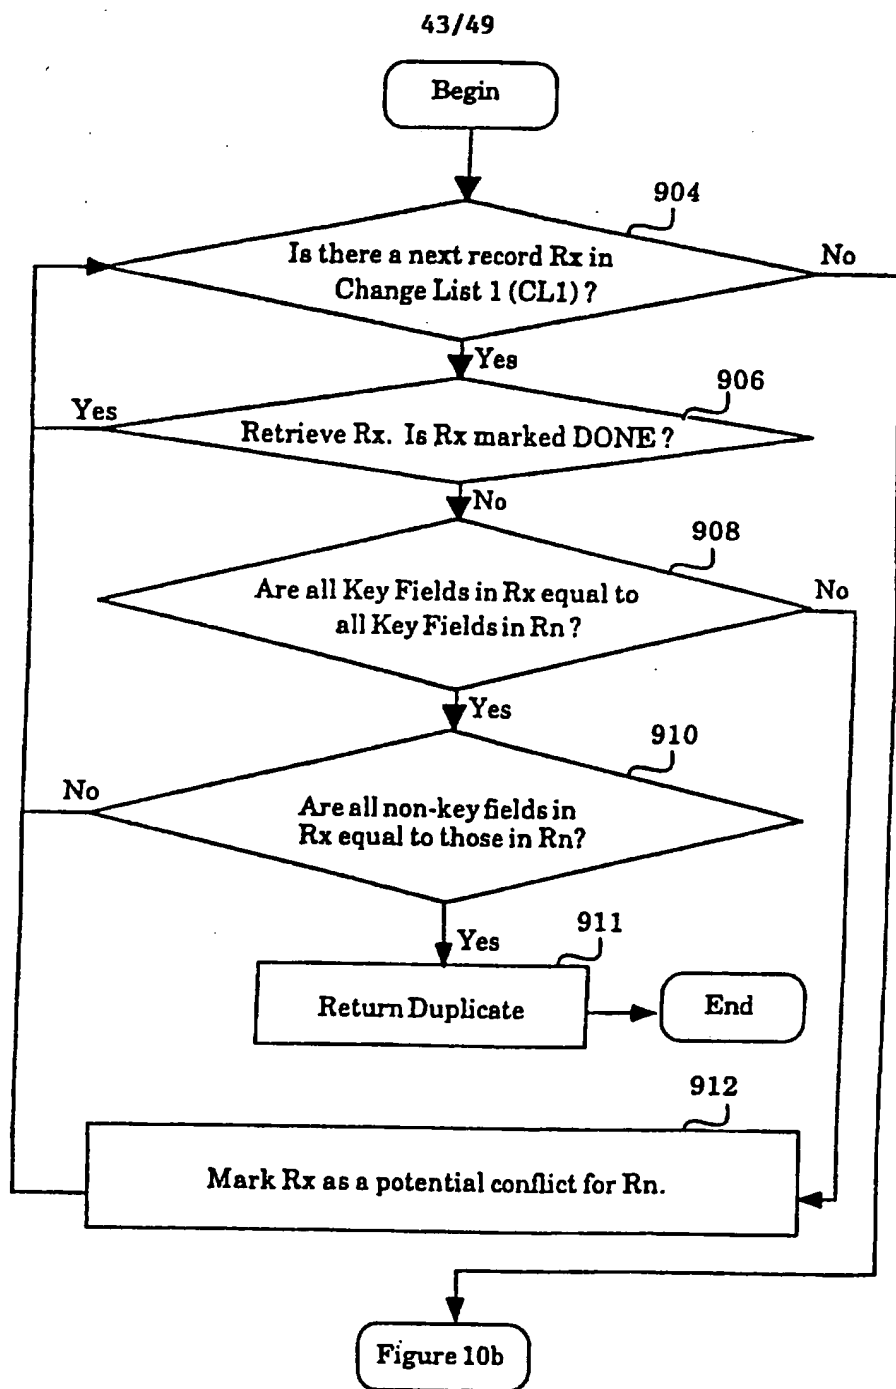 43/49
Begin
904
Is there a next record Rx in
Change List 1 (CL1) ?
No
Yes
906
Yes
Retrieve Rx. Is Rx marked DONE ?
No
908
Are all Key Fields in Rx equal to
all Key Fields in Rn ?
No
Yes
910
No
Are all non-key fields in
Rx equal to those in Rn?
Yes
911
Return Duplicate
End
912
Mark Rx as a potential conflict for Rn.
Figure 10b